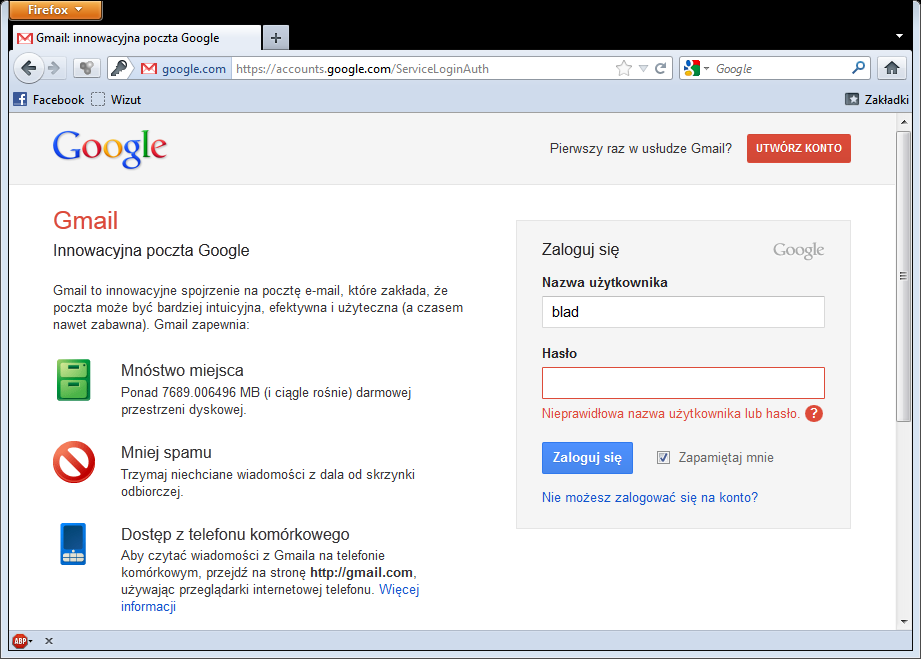 Firefox
Gmail: innowacyjna poczta Google
google.com
https://accounts.google.com/ServiceLoginAuth
Google
Facebook
Wizut
Zakładki
Google
Pierwszy raz w usłudze Gmail?
UTWÓRZ KONTO
Gmail
Innowacyjna poczta Google
Gmail to innowacyjne spojrzenie na pocztę e-mail, które zakłada, że
poczta może być bardziej intuicyjna, efektywna i użyteczna (a czasem
nawet zabawna). Gmail zapewnia:
Mnóstwo miejsca
Ponad 7689.006496 MB (i ciągle rośnie) darmowej
przestrzeni dyskowej.
Mniej spamu
Trzymaj niechciane wiadomości z dala od skrzynki
odbiorczej.
Dostęp z telefonu komórkowego
Aby czytać wiadomości z Gmaila na telefonie
komórkowym, przejdź na stronę http://gmail.com,
używając przeglądarki internetowej telefonu. Więcej
informacji
Zaloguj się
Google
Nazwa użytkownika
blad
Hasło
Nieprawidłowa nazwa użytkownika lub hasło. ?
Zaloguj się
Zapamiętaj mnie
Nie możesz zalogować się na konto?
ABP